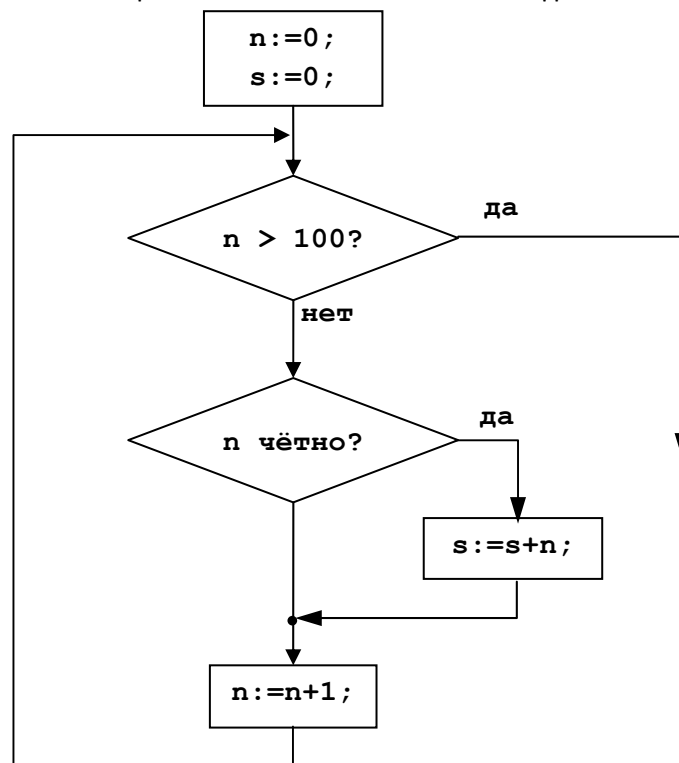 n:=0;
s:=0;
да
n > 100?
нет
да
n чётно?
s:=s+n;
n:=n+1;